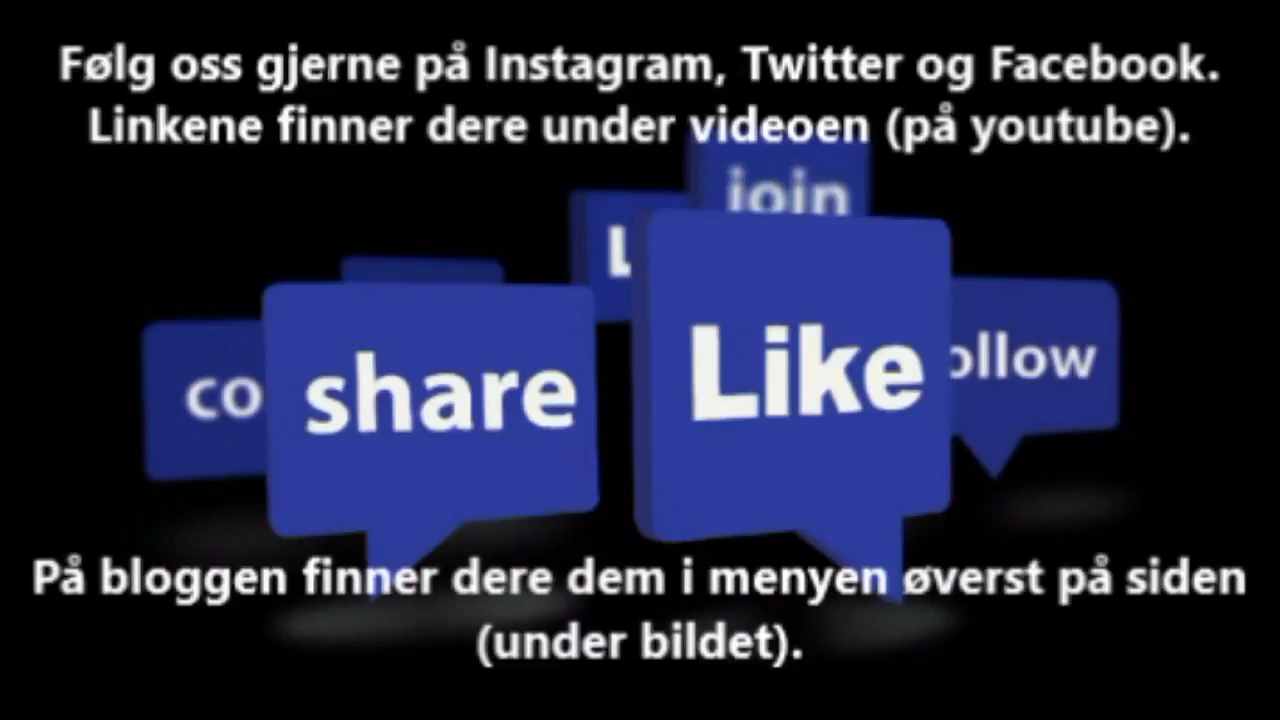 Følg oss gjerne på Instagram, Twitter og Facebook.
Linkene finner dere under videoen (på youtube).
join
share
Like
På bloggen finner dere dem i menyen øverst på siden
(under bildet).